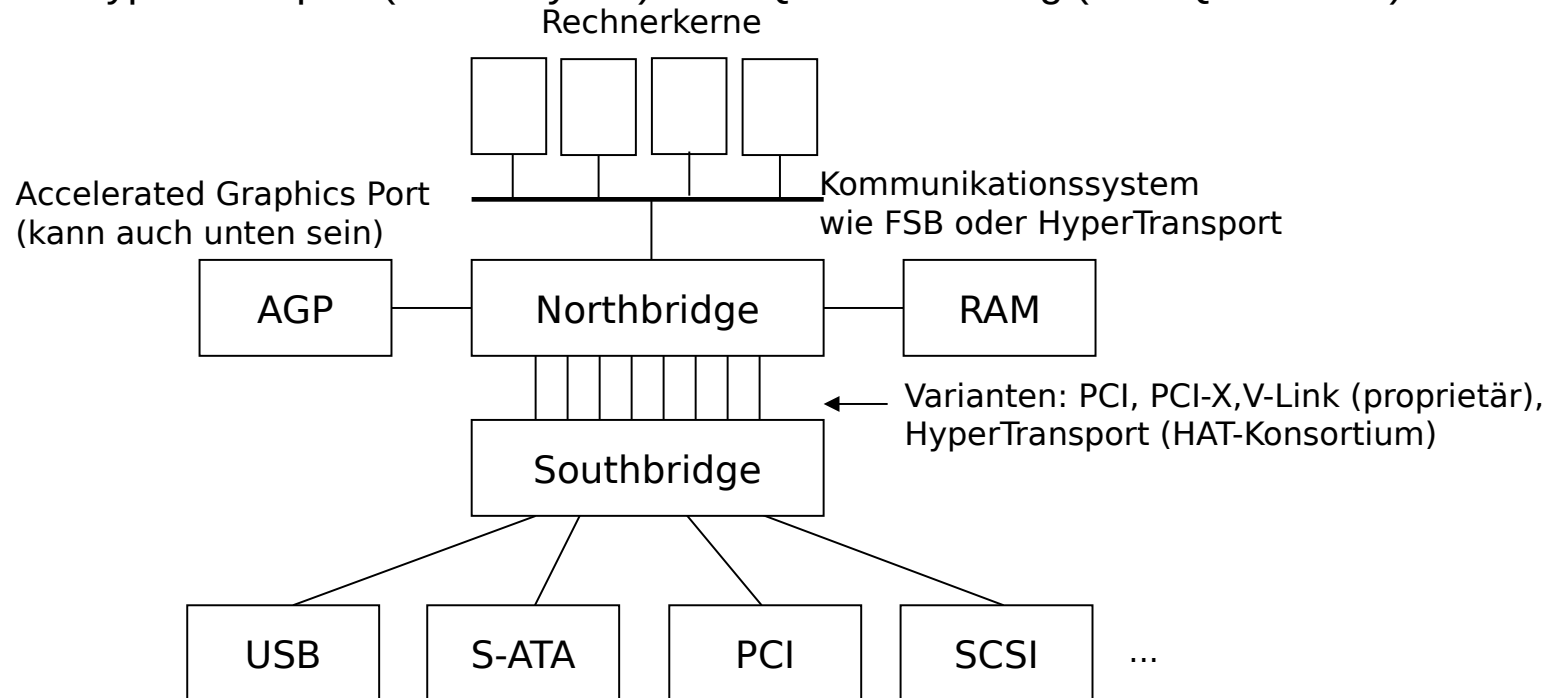 Rechnerkerne
Accelerated Graphics Port
(kann auch unten sein)
Kommunikationssystem
wie FSB oder HyperTransport
AGP
Northbridge
RAM
Varianten: PCI, PCI-X,V-Link (proprietär),
HyperTransport (HAT-Konsortium)
Southbridge
USB
S-ATA
PCI
SCSI
...